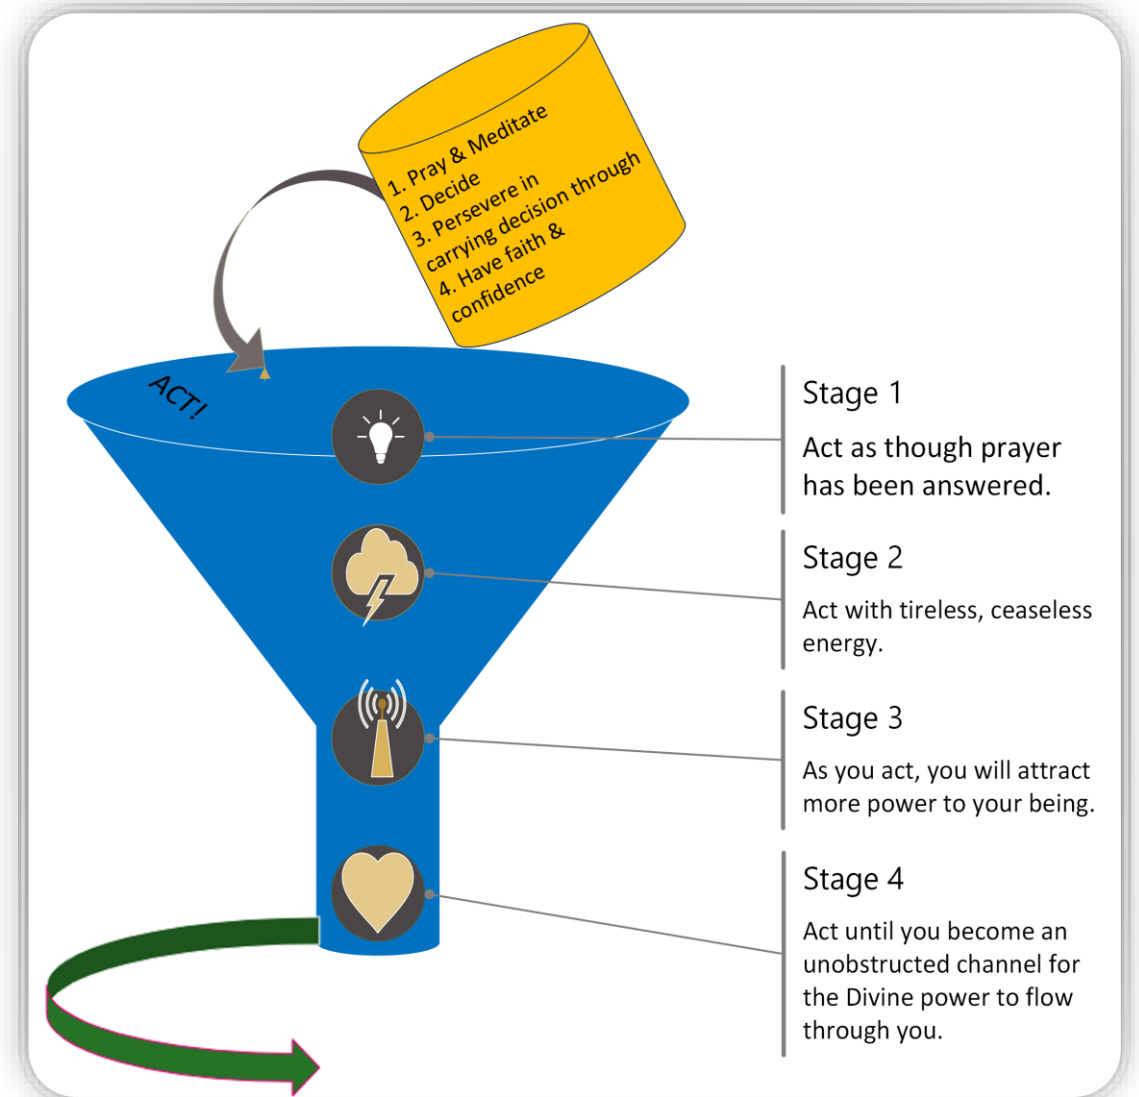 1. Pray & Meditate
2. Decide
3. Persevere in
carrying decision through
4. Have faith &
confidence
ACT!
Stage 1
Act as though prayer
has been answered.
Stage 2
Act with tireless, ceaseless
energy.
Stage 3
As you act, you will attract
more power to your being.
Stage 4
Act until you become an
unobstructed channel for
the Divine power to flow
through you.